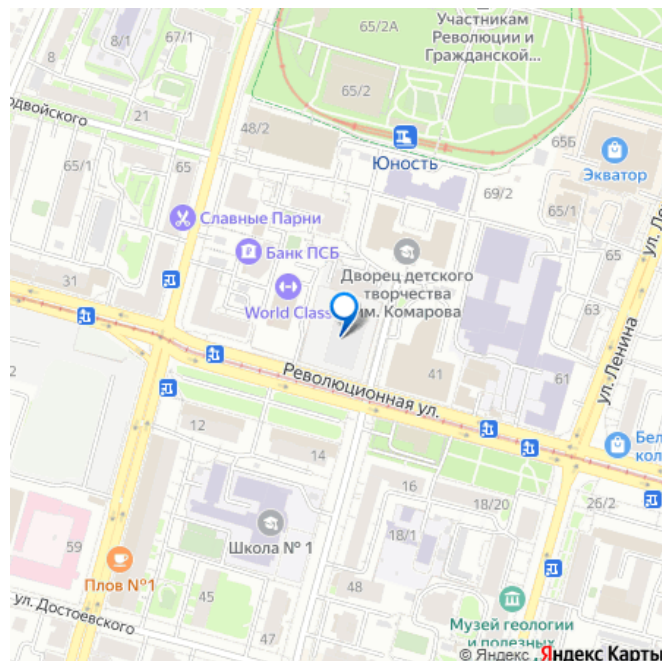 65/2А
Участникам
Революции и
Гражданской...
67/1
8/1
8
65/2
21
48/2
Юность
65Б
Экватор
65/1
65
69/2
65/1
Славные Парни
65
Банк ПСБ
Дворец детского
творчества
им. Комарова
31
World Class
63
ул. Ленина
Революционная ул.
41
61
12
14
Бел
кол
16
18/20
26/2
18/1
Школа № 1
59
Плов №1
45
48
ул. Достоевского
47
Музей геологии
и полезных
© Яндекс Яндекс Карты